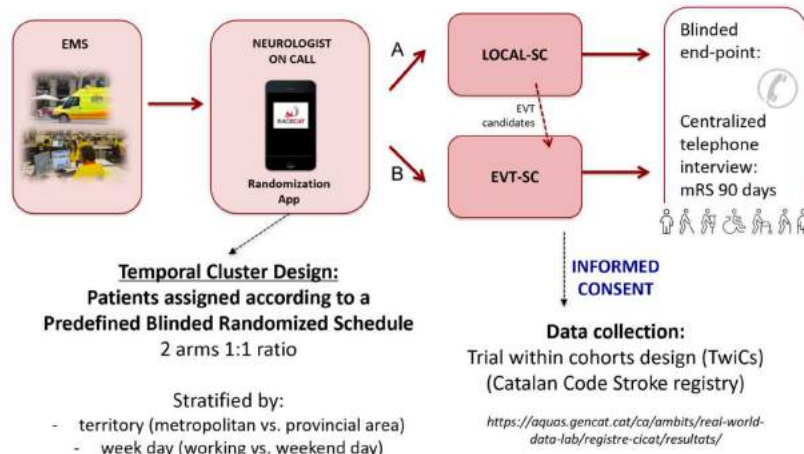 EMS
NEUROLOGIST
ON CALL
RACECAT
Randomization
App
A
B
LOCAL-SC
EVT
candidates
EVT-SC
Blinded
end-point:
Centralized
telephone
interview:
mRS 90 days
Temporal Cluster Design:
Patients assigned according to a
Predefined Blinded Randomized Schedule
2 arms 1:1 ratio
Stratified by:
- territory (metropolitan vs. provincial area)
- week day (working vs. weekend day)
INFORMED
CONSENT
Data collection:
Trial within cohorts design (TwiCs)
(Catalan Code Stroke registry)
https://aquas.gencat.cat/ca/ambits/real-world-
data-lab/registre-cicat/resultats/